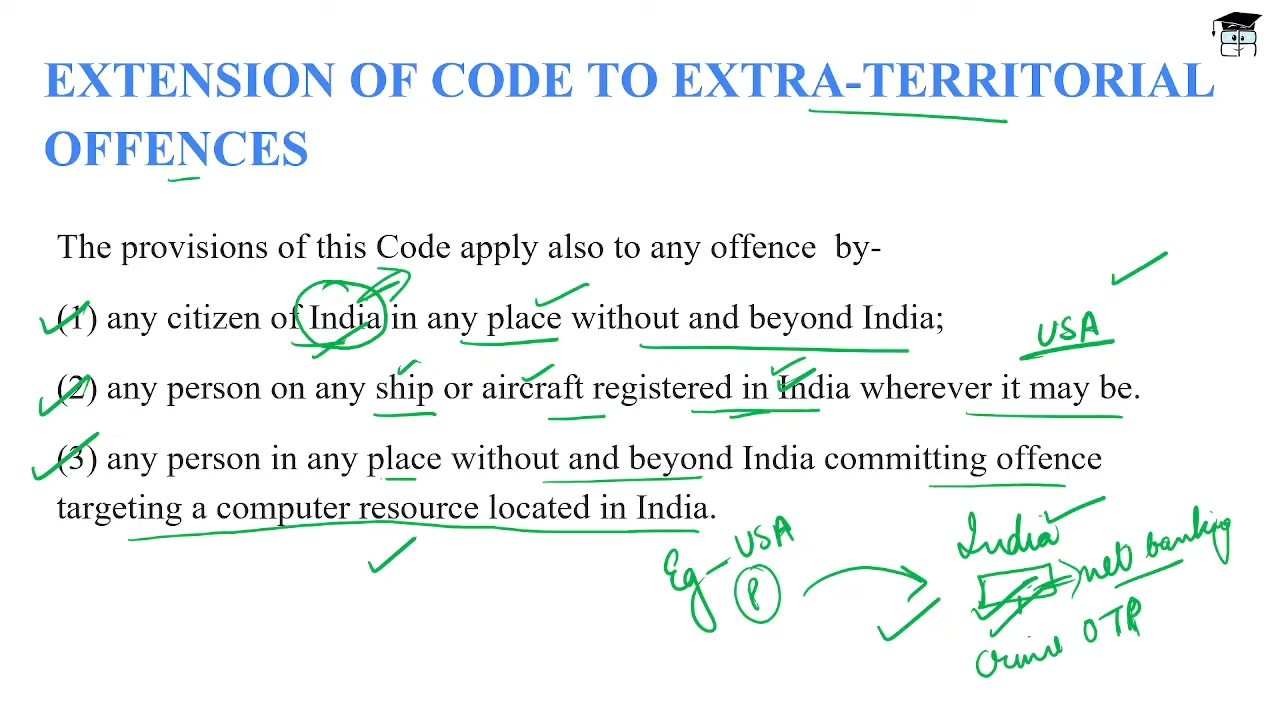 EXTENSION OF CODE TO EXTRA-TERRITORIAL
OFFENCES
The provisions of this Code apply also to any offence by-
(1) any citizen of India in any place without and beyond India;
USA
(2) any person on any ship or aircraft registered in India wherever it may be.
(3) any person in any place without and beyond India committing offence
targeting a computer resource located in India.
Eg - USA
P
India
net banking
Crime OTP